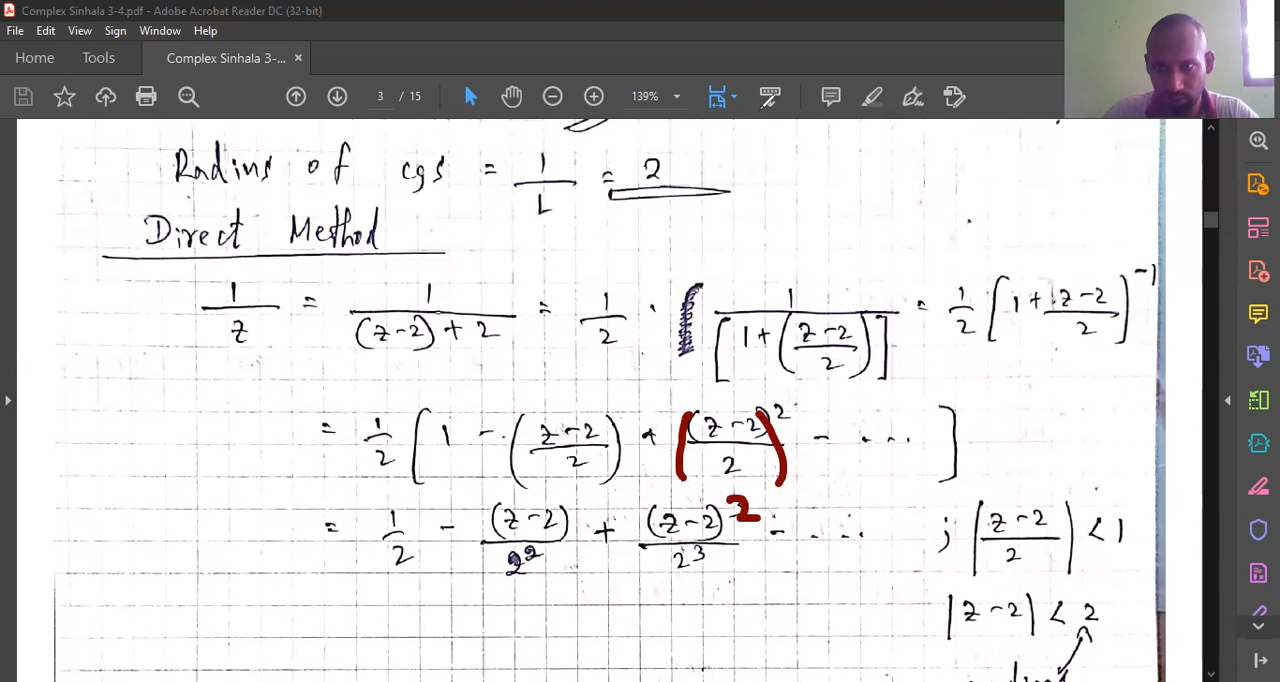 Complex Sinhala 3-4.pdf - Adobe Acrobat Reader DC (32-bit)
File Edit View Sign Window Help
Home Tools Complex Sinhala 3-... ×
3 / 15 139%
Radius of cgs = 1/L = 2
Direct Method
1/z = 1/((z-2)+2) = 1/2 · 1/[1+((z-2)/2)] = 1/2 [1+(z-2)/2]^-1
= 1/2 [1 - ((z-2)/2) + ((z-2)/2)^2 - ....]
= 1/2 - (z-2)/2^2 + (z-2)^2/2^3 - .... ; |(z-2)/2| < 1
|z-2| < 2